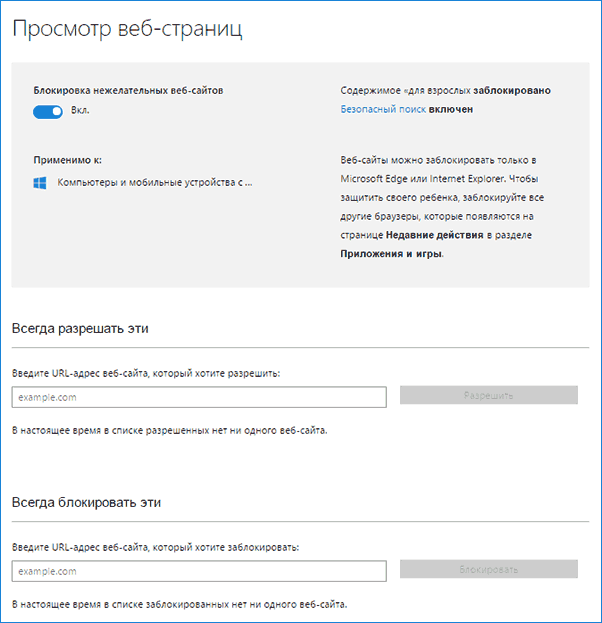 Просмотр веб-страниц
Блокировка нежелательных веб-сайтов
Вкл.
Содержимое «для взрослых заблокировано
Безопасный поиск включен
Применимо к:
Компьютеры и мобильные устройства с ...
Веб-сайты можно заблокировать только в
Microsoft Edge или Internet Explorer. Чтобы
защитить своего ребенка, заблокируйте все
другие браузеры, которые появляются на
странице Недавние действия в разделе
Приложения и игры.
Всегда разрешать эти
Введите URL-адрес веб-сайта, который хотите разрешить:
example.com
Разрешить
В настоящее время в списке разрешенных нет ни одного веб-сайта.
Всегда блокировать эти
Введите URL-адрес веб-сайта, который хотите заблокировать:
example.com
Блокировать
В настоящее время в списке заблокированных нет ни одного веб-сайта.